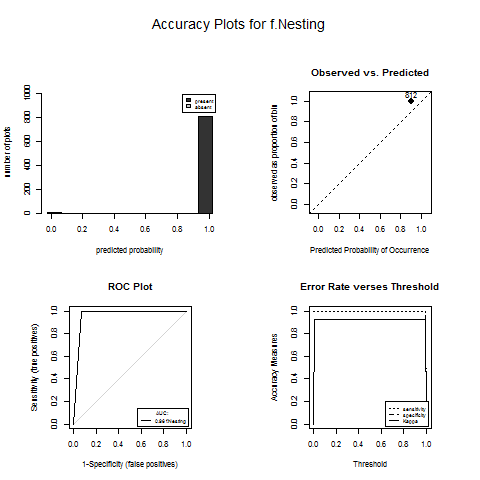 Accuracy Plots for f.Nesting
number of plots
0 200 400 600 800 1000
present
absent
0.0 0.2 0.4 0.6 0.8 1.0
predicted probability
Observed vs. Predicted
observed as proportion of bin
0.0 0.2 0.4 0.6 0.8 1.0
812
0.0 0.2 0.4 0.6 0.8 1.0
Predicted Probability of Occurrence
ROC Plot
Sensitivity (true positives)
0.0 0.2 0.4 0.6 0.8 1.0
AUC:
0.0 0.2 0.4 0.6 0.8 1.0
1-Specificity (false positives)
Error Rate verses Threshold
Accuracy Measures
0.0 0.2 0.4 0.6 0.8 1.0
sensitivity
specificity
Kappa
0.0 0.2 0.4 0.6 0.8 1.0
Threshold